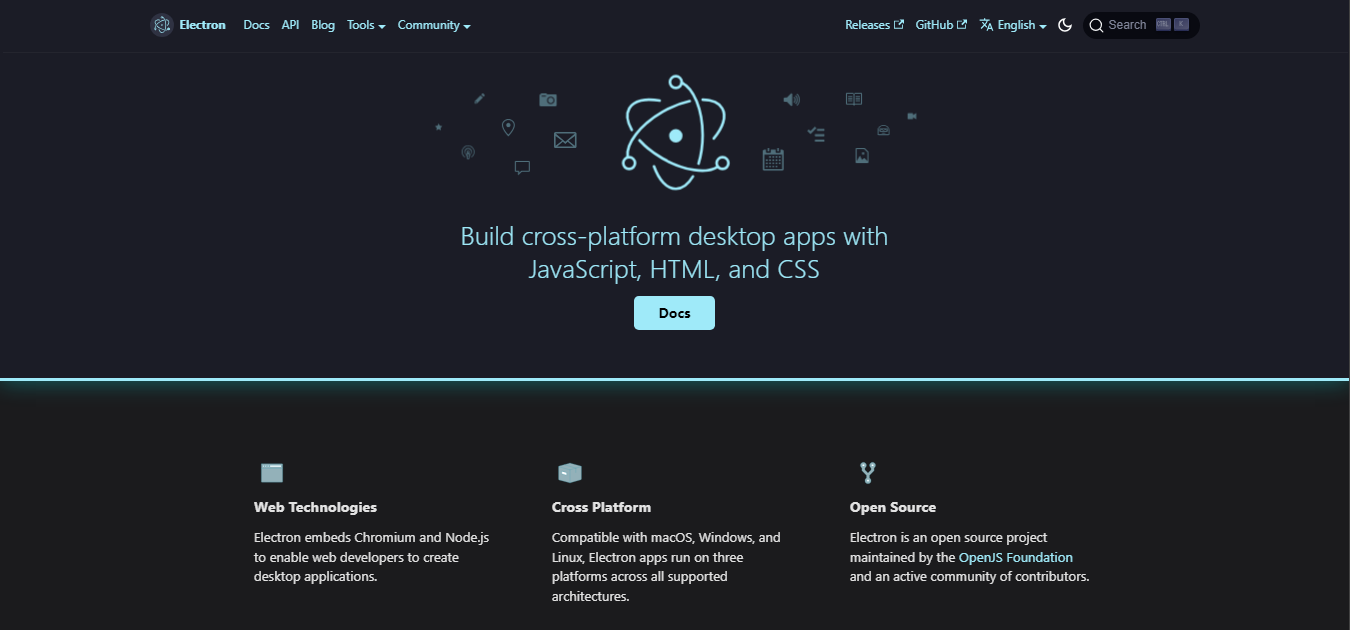 Electron Docs API Blog Tools Community Releases GitHub English Search CTRL K
Build cross-platform desktop apps with
JavaScript, HTML, and CSS
Docs
Web Technologies
Electron embeds Chromium and Node.js
to enable web developers to create
desktop applications.
Cross Platform
Compatible with macOS, Windows, and
Linux, Electron apps run on three
platforms across all supported
architectures.
Open Source
Electron is an open source project
maintained by the OpenJS Foundation
and an active community of contributors.